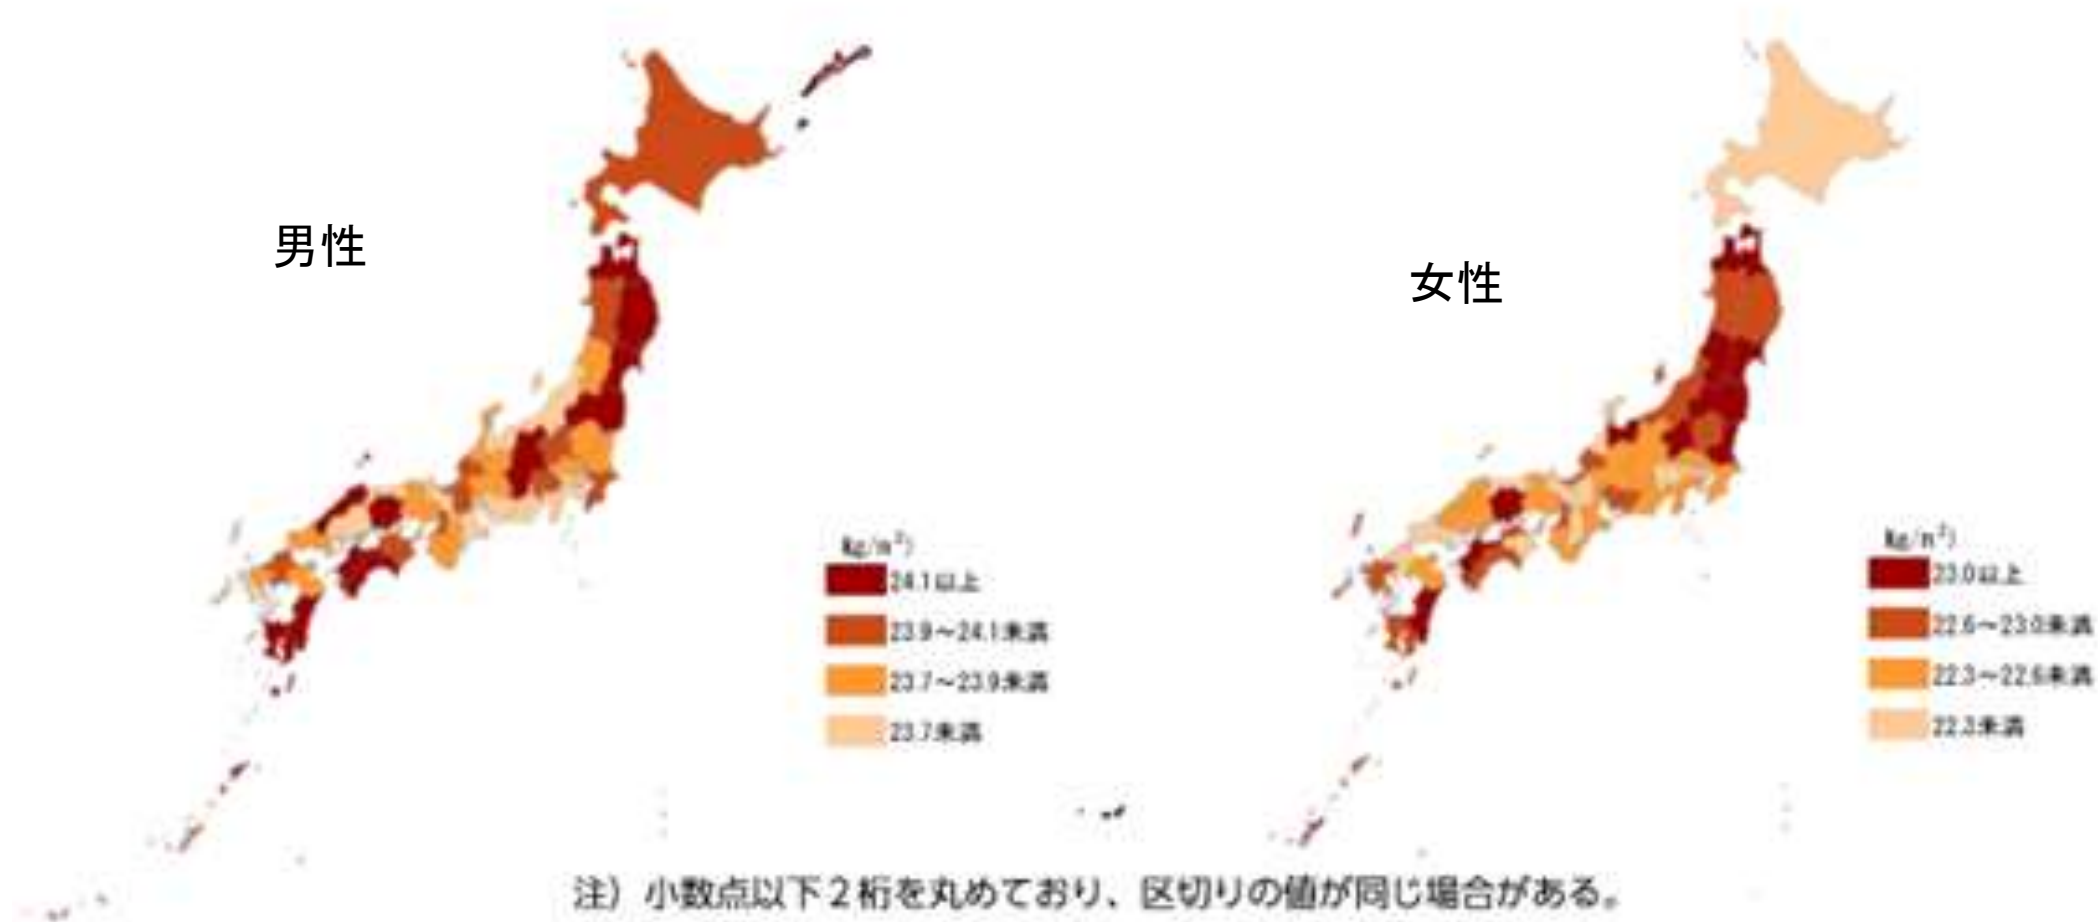 男性
女性
kg/m²)
24.1以上
23.9～24.1未満
23.7～23.9未満
23.7未満
kg/m²)
23.0以上
22.6～23.0未満
22.3～22.6未満
22.3未満
注）小数点以下２桁を丸めており、区切りの値が同じ場合がある。